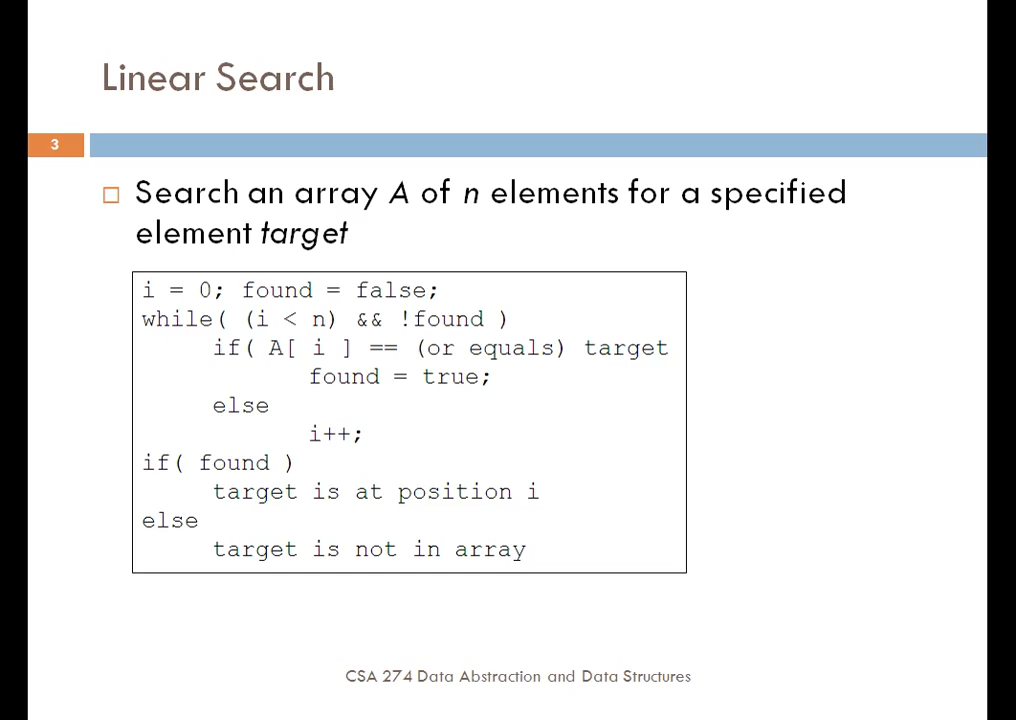 Linear Search
3
Search an array A of n elements for a specified
element target
i = 0; found = false;
while( (i < n) && !found )
if( A[ i ] == (or equals) target
found = true;
else
i++;
if( found )
target is at position i
else
target is not in array
CSA 274 Data Abstraction and Data Structures